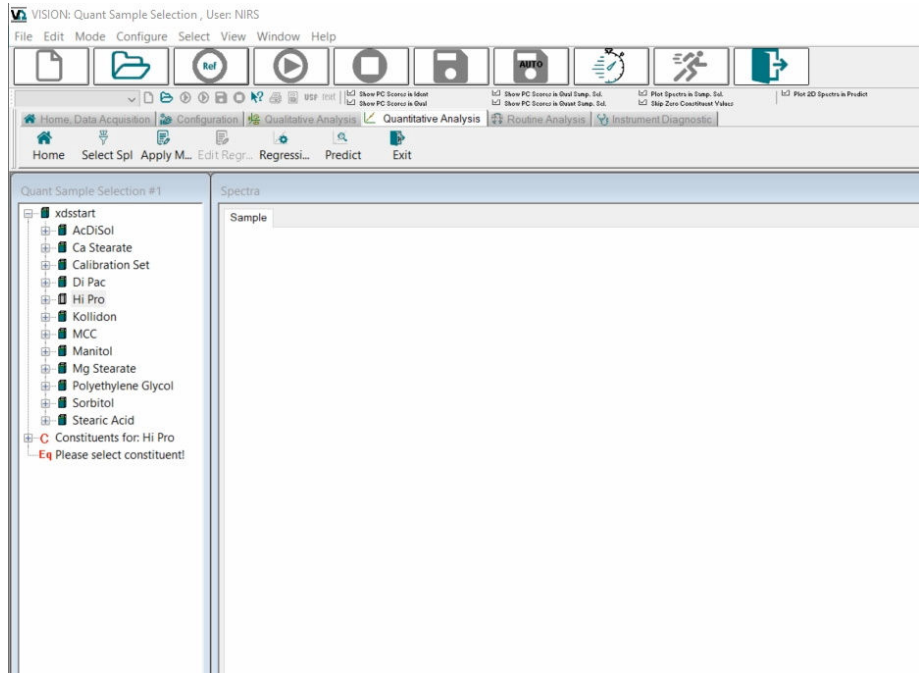 VISION: Quant Sample Selection , User: NIRS
File Edit Mode Configure Select View Window Help
Ref
AUTO
Show PC Scores in Ident
Show PC Scores in Qual Samp. Sel.
Plot Spectra in Samp. Sel.
Plot 2D Spectra in Predict
Show PC Scores in Qual
Show PC Scores in Quant Samp. Sel.
Skip Zero Constituent Values
Home, Data Acquisition Configuration Qualitative Analysis Quantitative Analysis Routine Analysis Instrument Diagnostic
Home Select Spl Apply M... Edit Regr... Regressi... Predict Exit
Quant Sample Selection #1
Spectra
Sample
xdsstart
AcDiSol
Ca Stearate
Calibration Set
Di Pac
Hi Pro
Kollidon
MCC
Manitol
Mg Stearate
Polyethylene Glycol
Sorbitol
Stearic Acid
C Constituents for: Hi Pro
Eq Please select constituent!